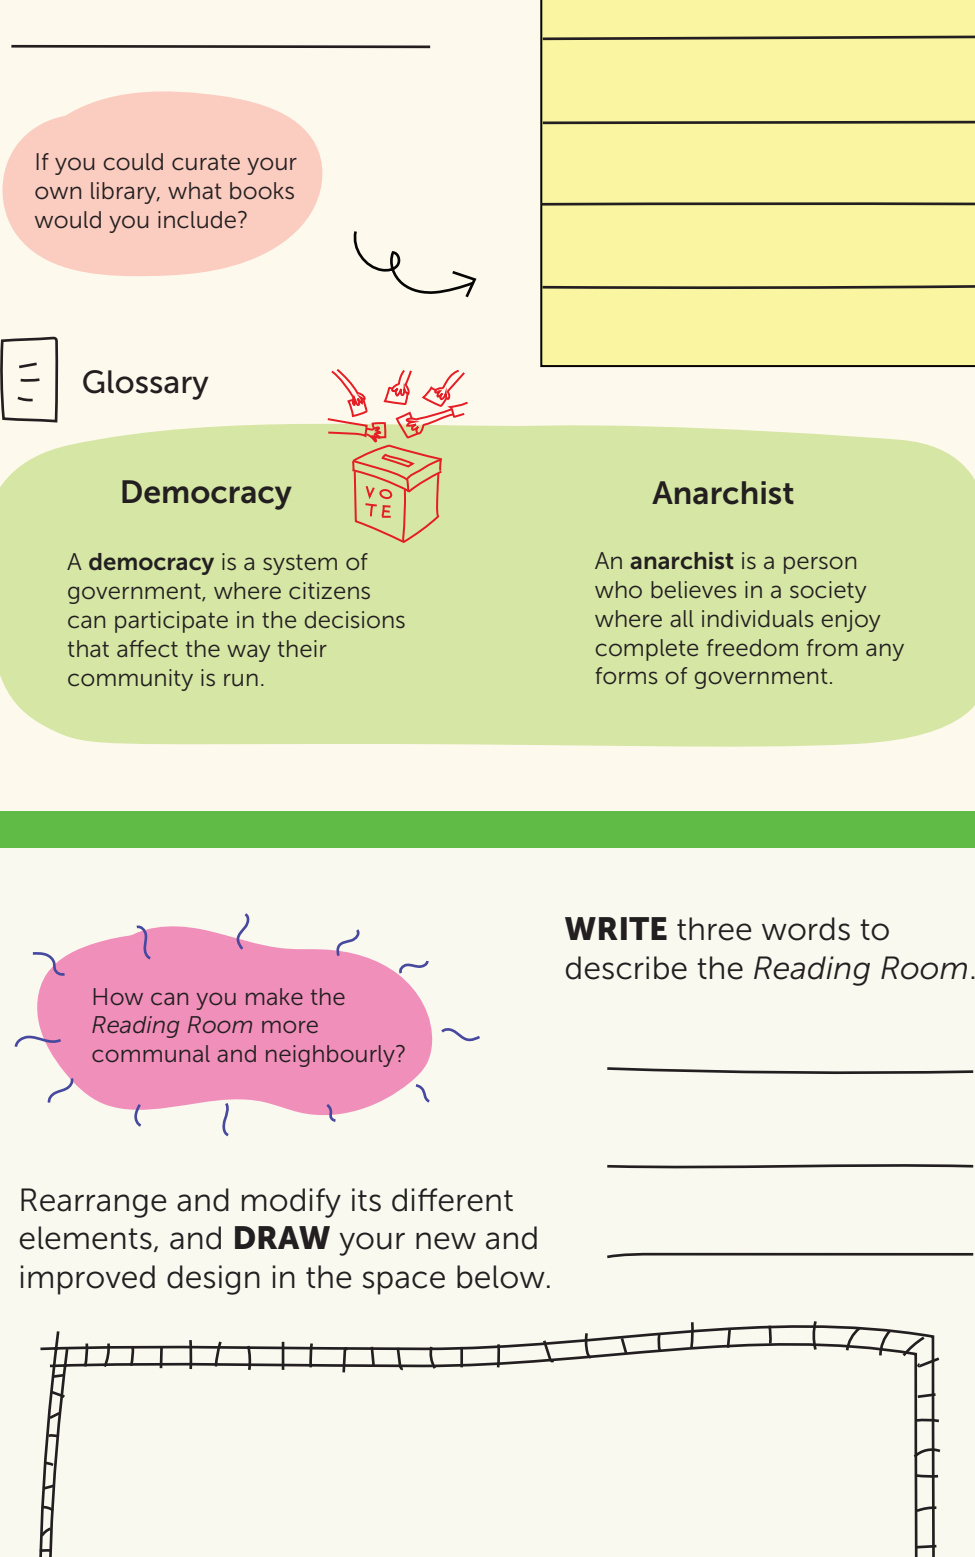 If you could curate your
own library, what books
would you include?
Glossary
Democracy
VO
TE
A democracy is a system of
government, where citizens
can participate in the decisions
that affect the way their
community is run.
Anarchist
An anarchist is a person
who believes in a society
where all individuals enjoy
complete freedom from any
forms of government.
How can you make the
Reading Room more
communal and neighbourly?
WRITE three words to
describe the Reading Room.
Rearrange and modify its different
elements, and DRAW your new and
improved design in the space below.